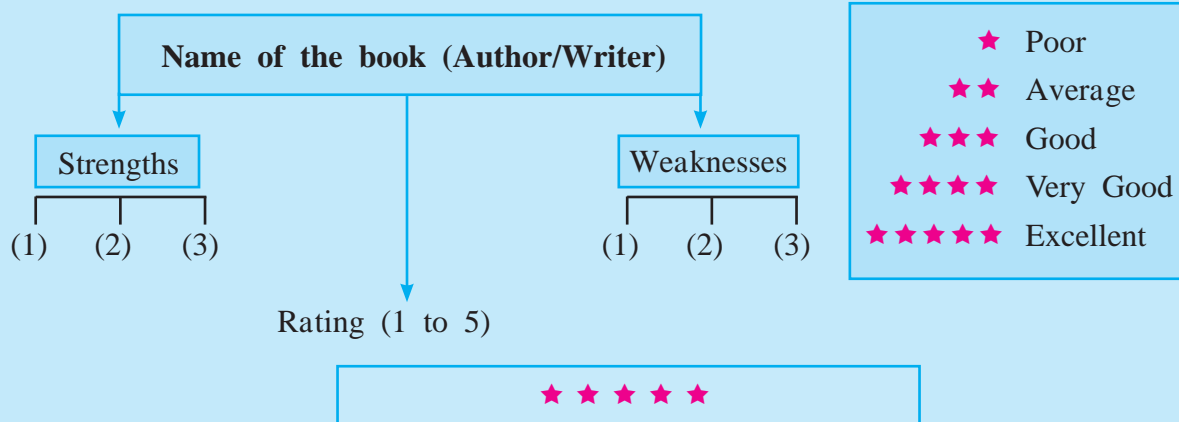 Name of the book (Author/Writer)
Strengths
Weaknesses
(1) (2) (3)
(1) (2) (3)
Rating (1 to 5)
★ Poor
★★ Average
★★★ Good
★★★★ Very Good
★★★★★ Excellent
★★★★★